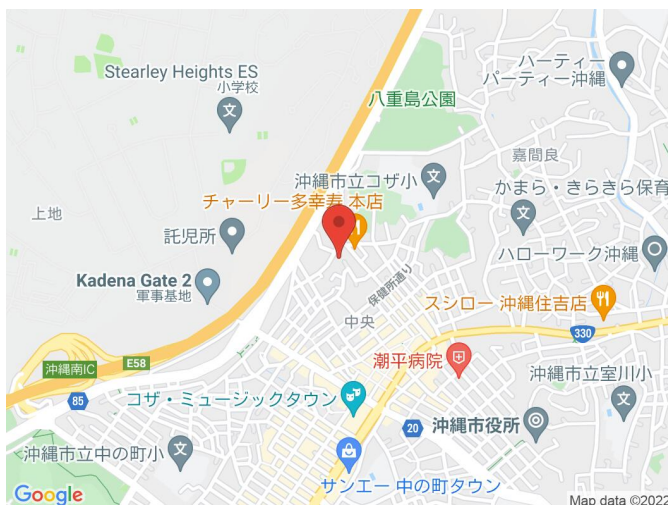 Stearley Heights ES
小学校
パーティー
パーティー沖縄
八重島公園
嘉間良
沖縄市立コザ小
かまら・きらきら保育
チャーリー多幸寿 本店
上地
託児所
ハローワーク沖縄
Kadena Gate 2
軍事基地
保健所通り
スシロー 沖縄住吉店
中央
330
潮平病院
沖縄南IC
E58
沖縄市立室川小
85
コザ・ミュージックタウン
20
沖縄市役所
沖縄市立中の町小
サンエー 中の町タウン
Google
Map data ©2022